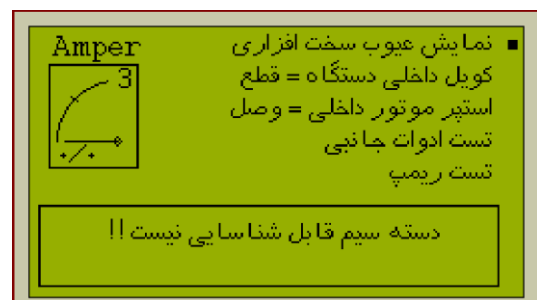 Amper
3
+/-
نمایش عیوب سخت افزاری
کویل داخلی دستگاه = قطع
استپر موتور داخلی = وصل
تست ادوات جانبی
تست ریمپ
دسته سیم قابل شناسایی نیست !!